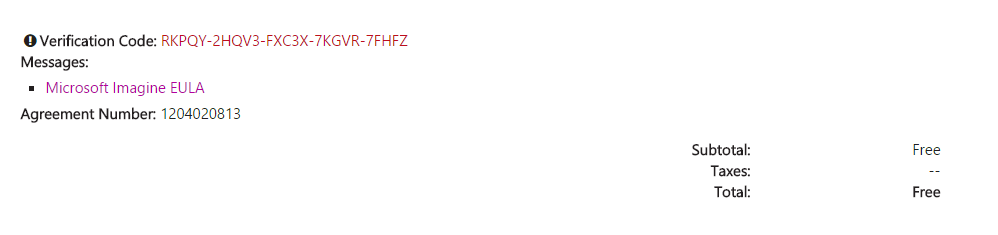 Verification Code: RKPQY-2HQV3-FXC3X-7KGVR-7FHFZ
Messages:
Microsoft Imagine EULA
Agreement Number: 1204020813
Subtotal: Free
Taxes: --
Total: Free